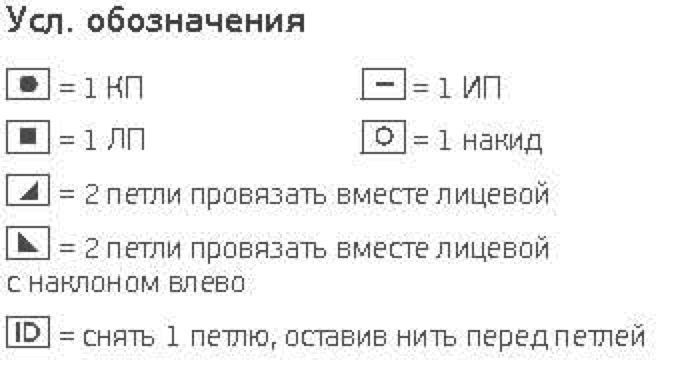 Усл. обозначения
● = 1 КП – = 1 ИП
■ = 1 ЛП ○ = 1 накид
◢ = 2 петли провязать вместе лицевой
◣ = 2 петли провязать вместе лицевой
с наклоном влево
ID = снять 1 петлю, оставив нить перед петлей